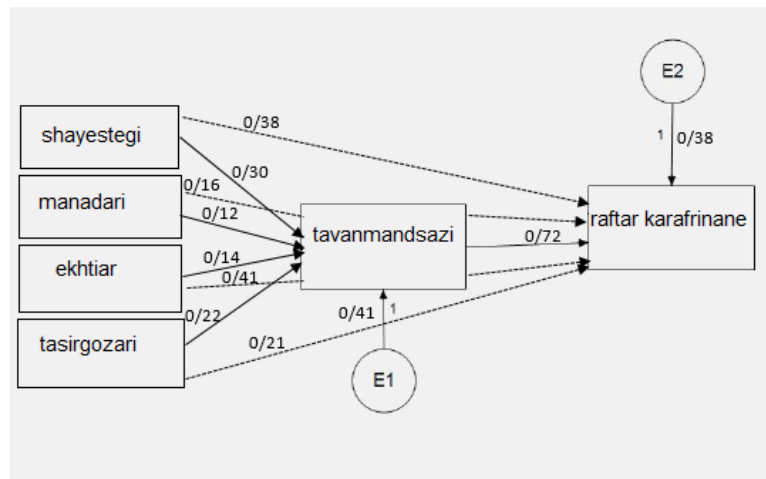 E2
0/38
1 0/38
shayestegi
0/30
manadari
0/16
0/12
tavanmandsazi
raftar karafrinane
0/72
ekhtiar
0/14
0/41
0/22
tasirgozari
0/21
0/41
1
E1